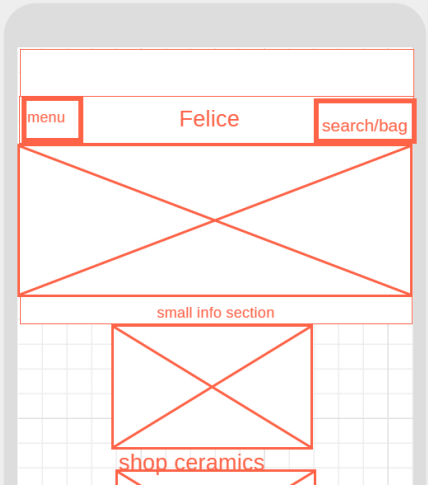 menu
Felice
search/bag
small info section
shop ceramics